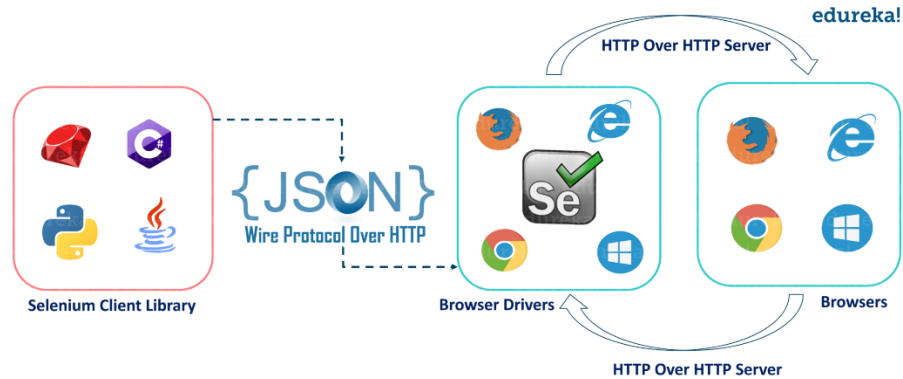 edureka!
HTTP Over HTTP Server
C#
{JSON}
Wire Protocol Over HTTP
Se
Selenium Client Library
Browser Drivers
Browsers
HTTP Over HTTP Server